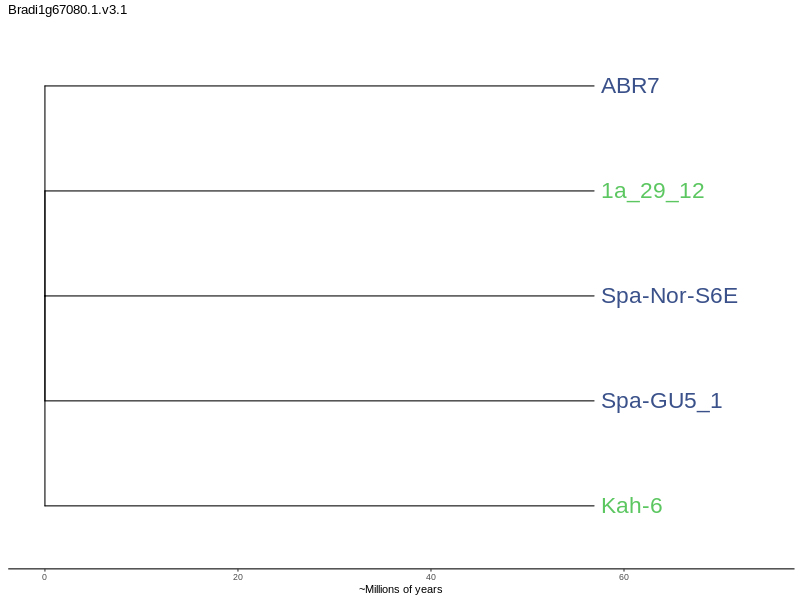 Bradi1g67080.1.v3.1
ABR7
1a_29_12
Spa-Nor-S6E
Spa-GU5_1
Kah-6
0 20 40 60
~Millions of years